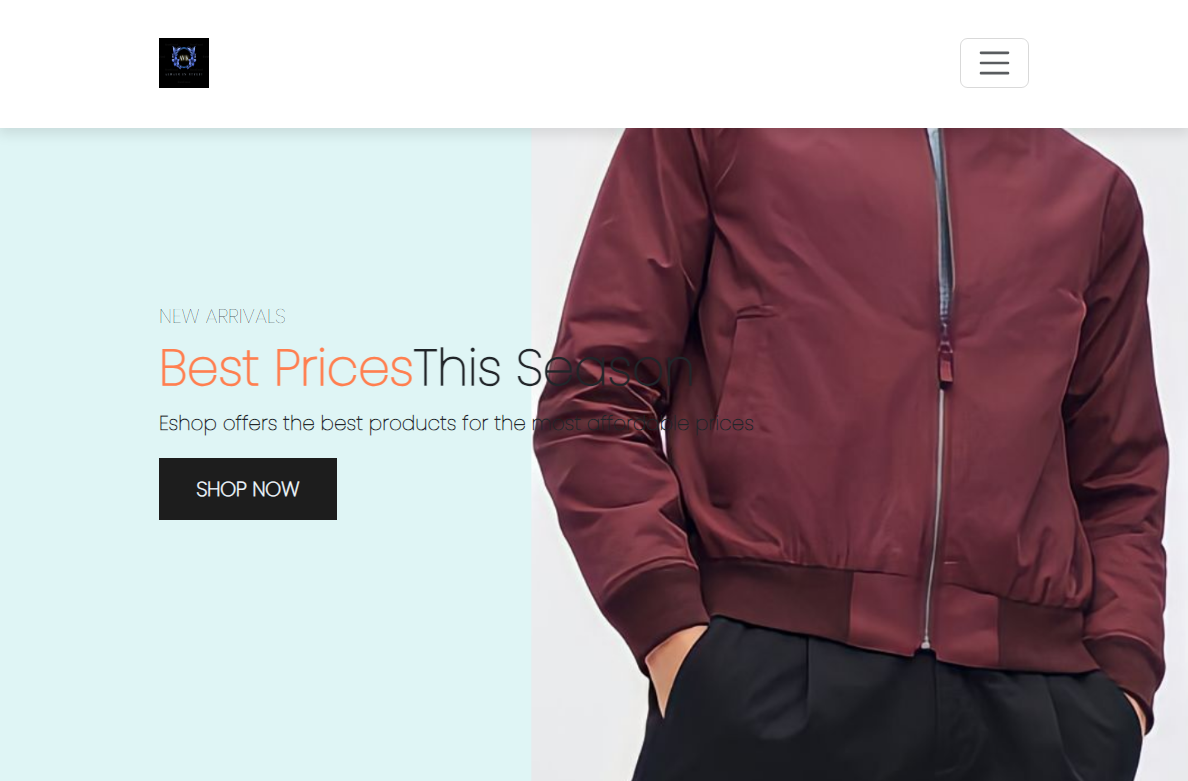 NEW ARRIVALS
Best PricesThis Season
Eshop offers the best products for the most affordable prices
SHOP NOW